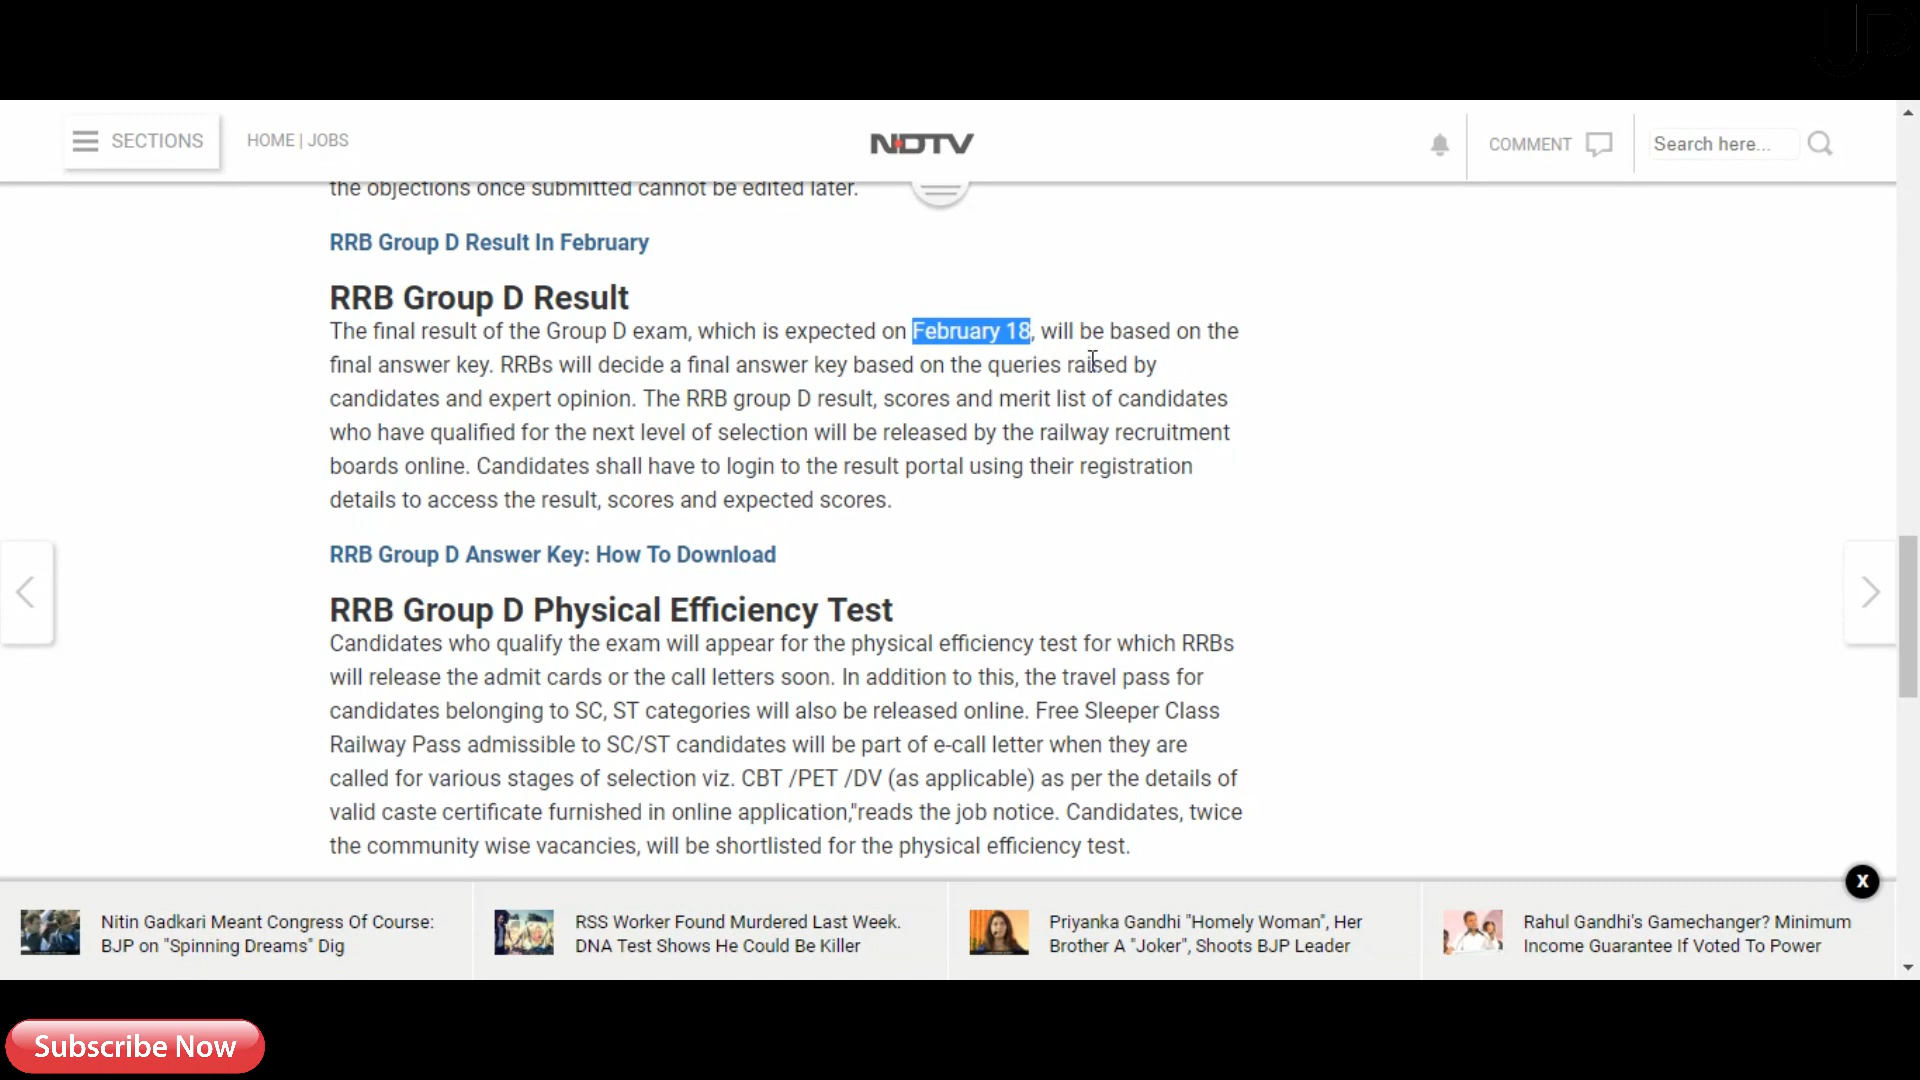 SECTIONS
HOME | JOBS
NDTV
COMMENT
Search here...
the objections once submitted cannot be edited later.
RRB Group D Result In February
RRB Group D Result
The final result of the Group D exam, which is expected on February 18, will be based on the
final answer key. RRBs will decide a final answer key based on the queries raised by
candidates and expert opinion. The RRB group D result, scores and merit list of candidates
who have qualified for the next level of selection will be released by the railway recruitment
boards online. Candidates shall have to login to the result portal using their registration
details to access the result, scores and expected scores.
RRB Group D Answer Key: How To Download
RRB Group D Physical Efficiency Test
Candidates who qualify the exam will appear for the physical efficiency test for which RRBs
will release the admit cards or the call letters soon. In addition to this, the travel pass for
candidates belonging to SC, ST categories will also be released online. Free Sleeper Class
Railway Pass admissible to SC/ST candidates will be part of e-call letter when they are
called for various stages of selection viz. CBT /PET /DV (as applicable) as per the details of
valid caste certificate furnished in online application,"reads the job notice. Candidates, twice
the community wise vacancies, will be shortlisted for the physical efficiency test.
X
Nitin Gadkari Meant Congress Of Course:
BJP on "Spinning Dreams" Dig
RSS Worker Found Murdered Last Week.
DNA Test Shows He Could Be Killer
Priyanka Gandhi "Homely Woman", Her
Brother A "Joker", Shoots BJP Leader
Rahul Gandhi's Gamechanger? Minimum
Income Guarantee If Voted To Power
Subscribe Now